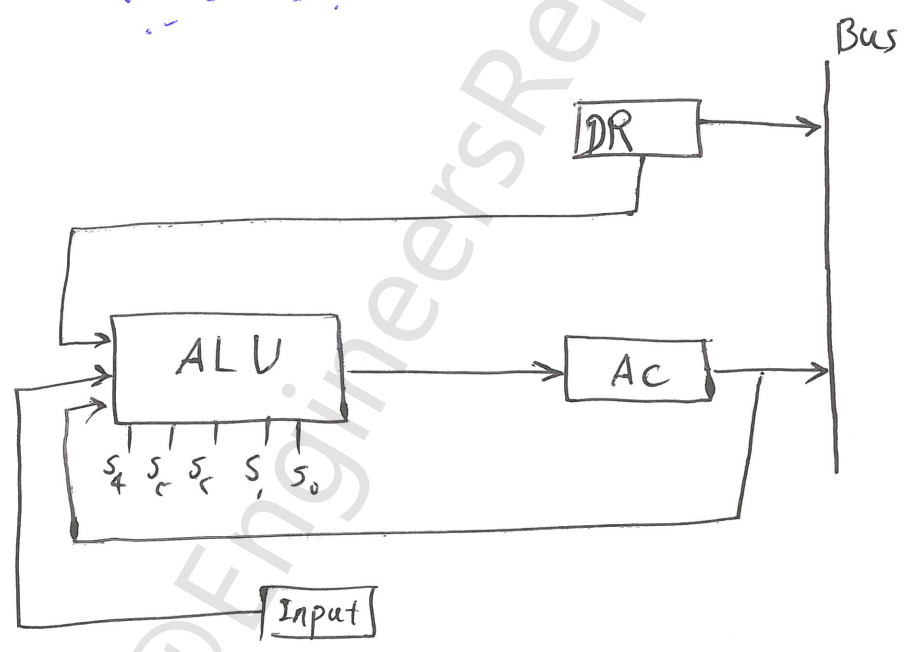 Bus
DR
ALU
AC
S4 S3 S2 S1 S0
Input
@EngineersRef